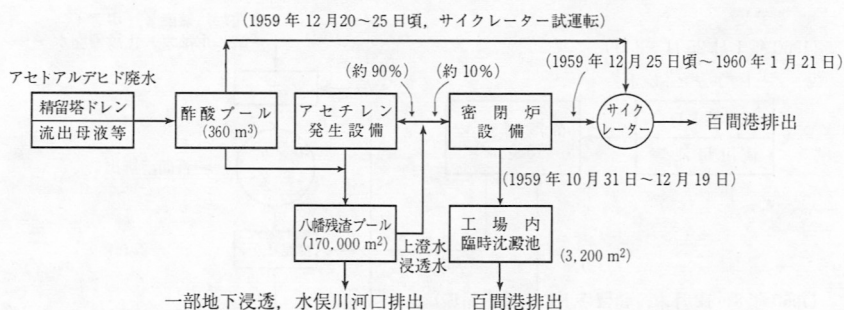 (1959年12月20～25日頃，サイクレーター試運転)
アセトアルデヒド廃水
(約90%)
(約10%)
(1959年12月25日頃～1960年1月21日)
精留塔ドレン
流出母液等
酢酸プール
(360 m³)
アセチレン
発生設備
密閉炉
設備
サイク
レーター
百間港排出
(1959年10月31日～12月19日)
八幡残渣プール
(170,000 m²)
上澄水
浸透水
工場内
臨時沈澱池
(3,200 m²)
一部地下浸透，水俣川河口排出
百間港排出